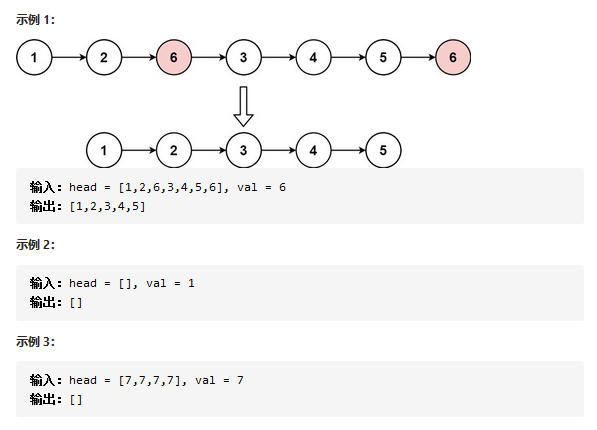 示例 1：
1 2 6 3 4 5 6
1 2 3 4 5
输入：head = [1,2,6,3,4,5,6], val = 6
输出：[1,2,3,4,5]
示例 2：
输入：head = [], val = 1
输出：[]
示例 3：
输入：head = [7,7,7,7], val = 7
输出：[]